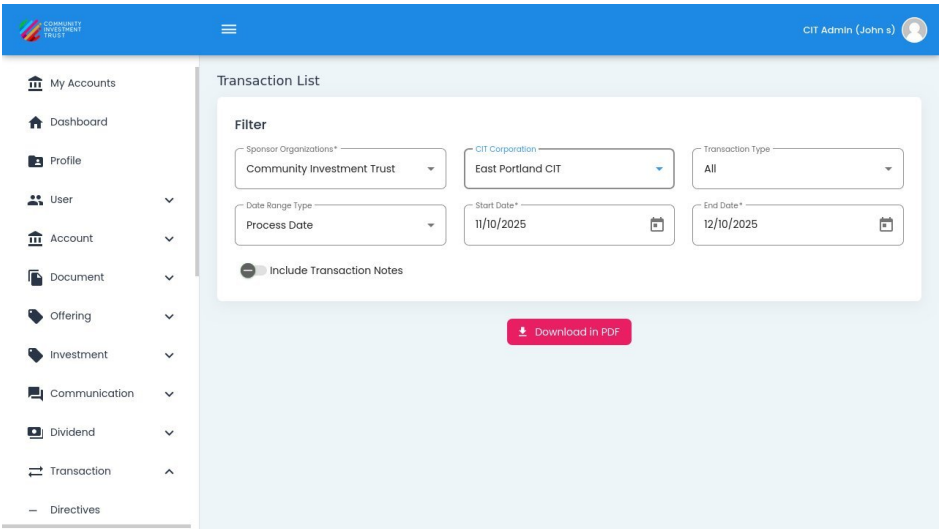 COMMUNITY
INVESTMENT
TRUST
CIT Admin (John s)
My Accounts
Dashboard
Profile
User
Account
Document
Offering
Investment
Communication
Dividend
Transaction
Directives
Transaction List
Filter
Sponsor Organizations*
Community Investment Trust
CIT Corporation
East Portland CIT
Transaction Type
All
Date Range Type
Process Date
Start Date*
11/10/2025
End Date*
12/10/2025
Include Transaction Notes
Download in PDF